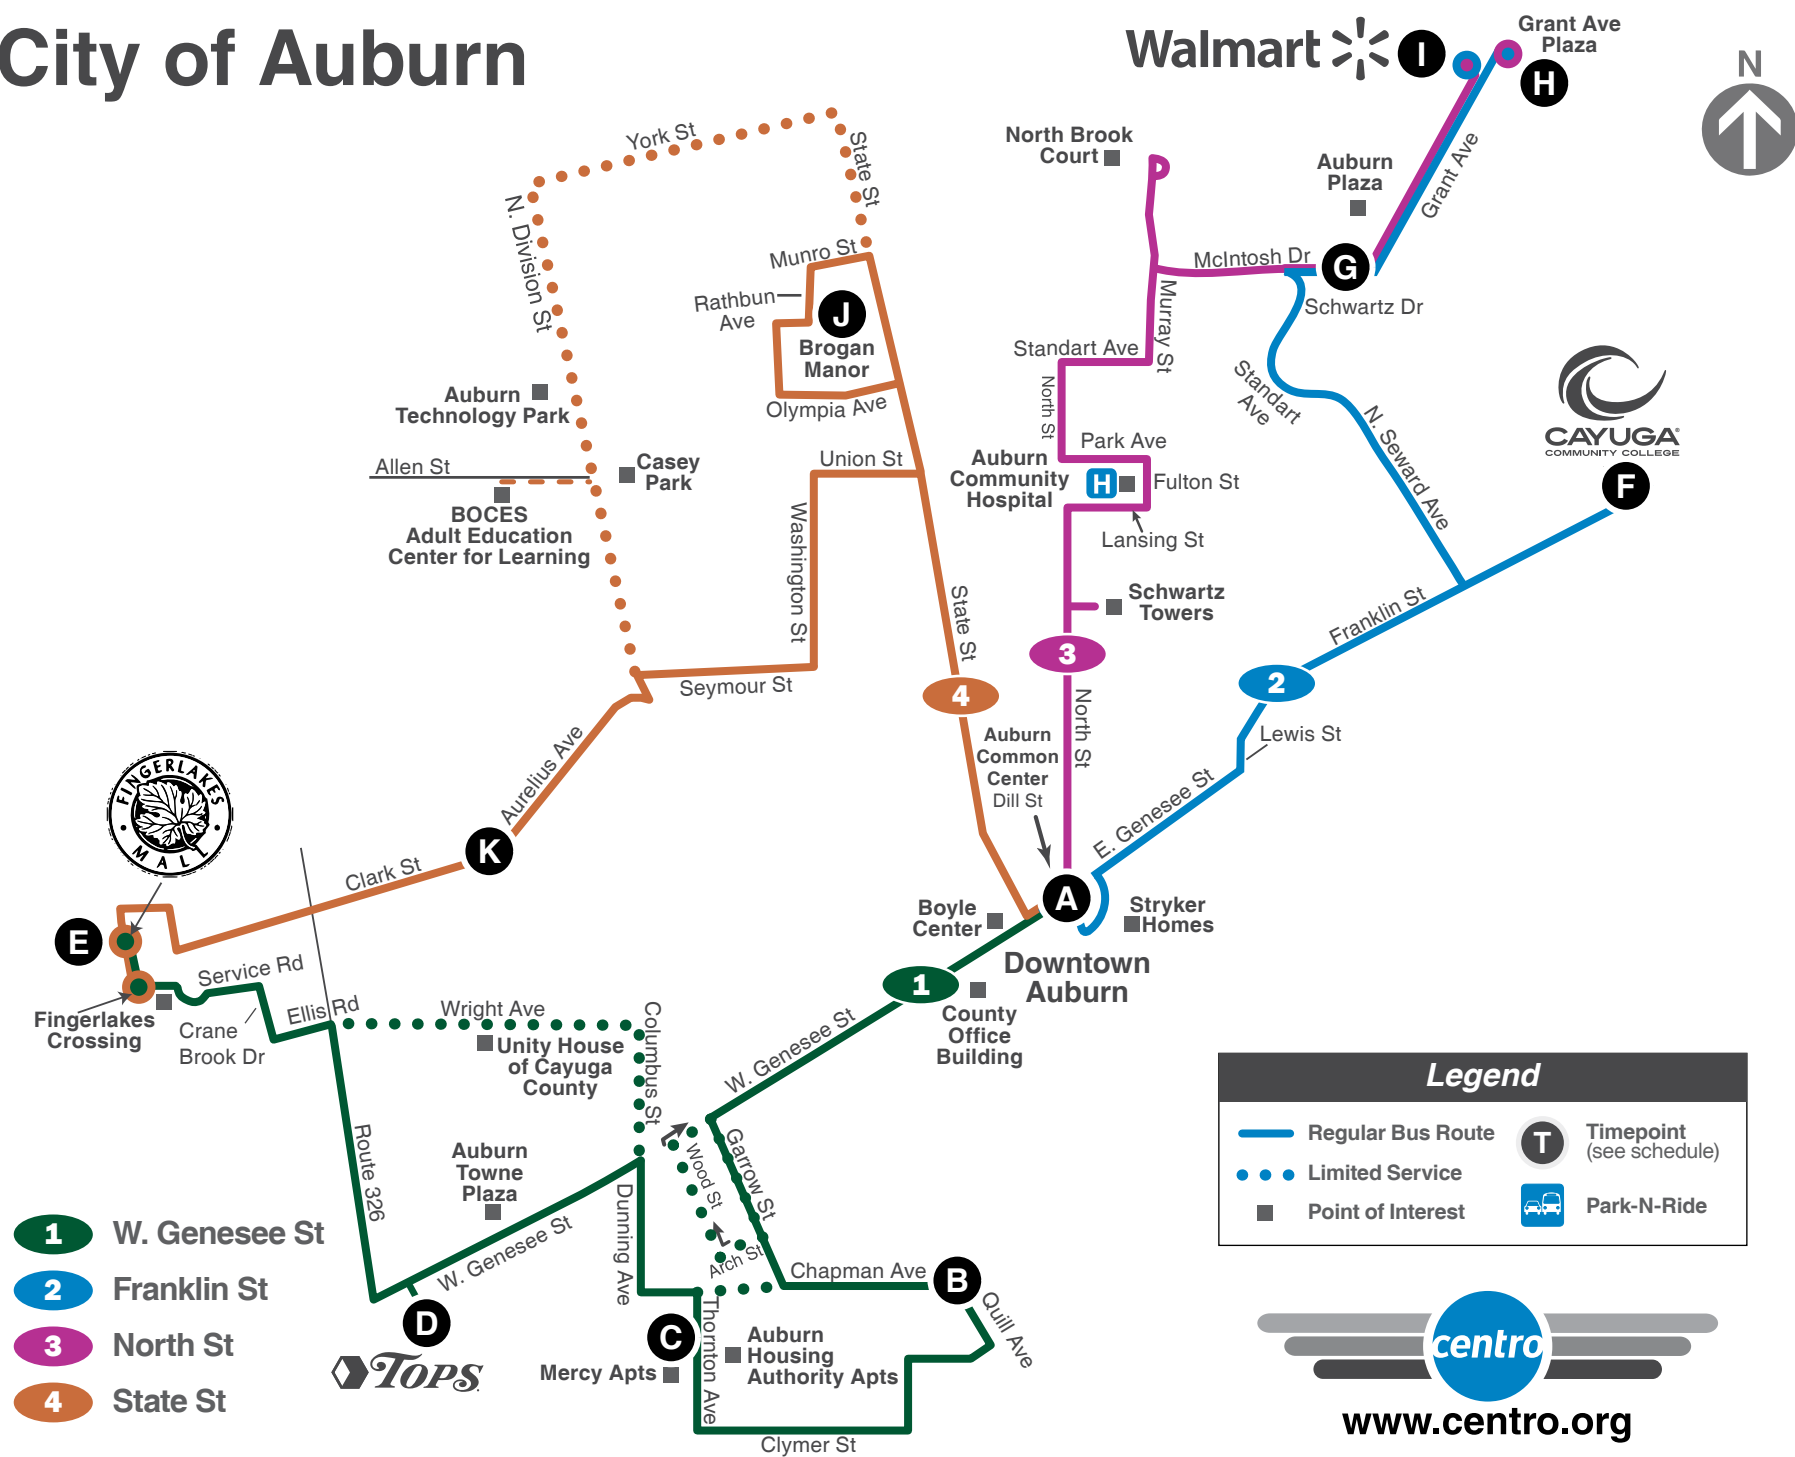 City of Auburn
Walmart
I
Grant Ave
Plaza
H
N
York St
State St
North Brook
Court
Auburn
Plaza
Grant Ave
N. Division St
Munro St
McIntosh Dr
G
Schwartz Dr
Rathbun
Ave
J
Brogan
Manor
Murray St
Standart Ave
Standart
Ave
North St
N. Seward Ave
CAYUGA
COMMUNITY COLLEGE
F
Auburn
Technology Park
Olympia Ave
Park Ave
Union St
Allen St
Casey
Park
Auburn
Community
Hospital
H
Fulton St
BOCES
Adult Education
Center for Learning
Washington St
Lansing St
State St
Schwartz
Towers
Franklin St
3
2
4
Seymour St
North St
Lewis St
Auburn
Common
Center
Dill St
Aurelius Ave
E. Genesee St
FINGERLAKES
MALL
K
Clark St
A
Boyle
Center
Stryker
Homes
E
Downtown
Auburn
Service Rd
1
Ellis Rd
Wright Ave
Columbus St
Fingerlakes
Crossing
Crane
Brook Dr
Unity House
of Cayuga
County
County
Office
Building
W. Genesee St
Legend
Regular Bus Route
T
Timepoint
(see schedule)
Limited Service
Point of Interest
Park-N-Ride
Route 326
Auburn
Towne
Plaza
Wood St
Garrow St
Dunning Ave
W. Genesee St
Arch St
Chapman Ave
B
Quill Ave
1 W. Genesee St
2 Franklin St
3 North St
4 State St
D
TOPS
C
Mercy Apts
Thornton Ave
Auburn
Housing
Authority Apts
Clymer St
centro
www.centro.org